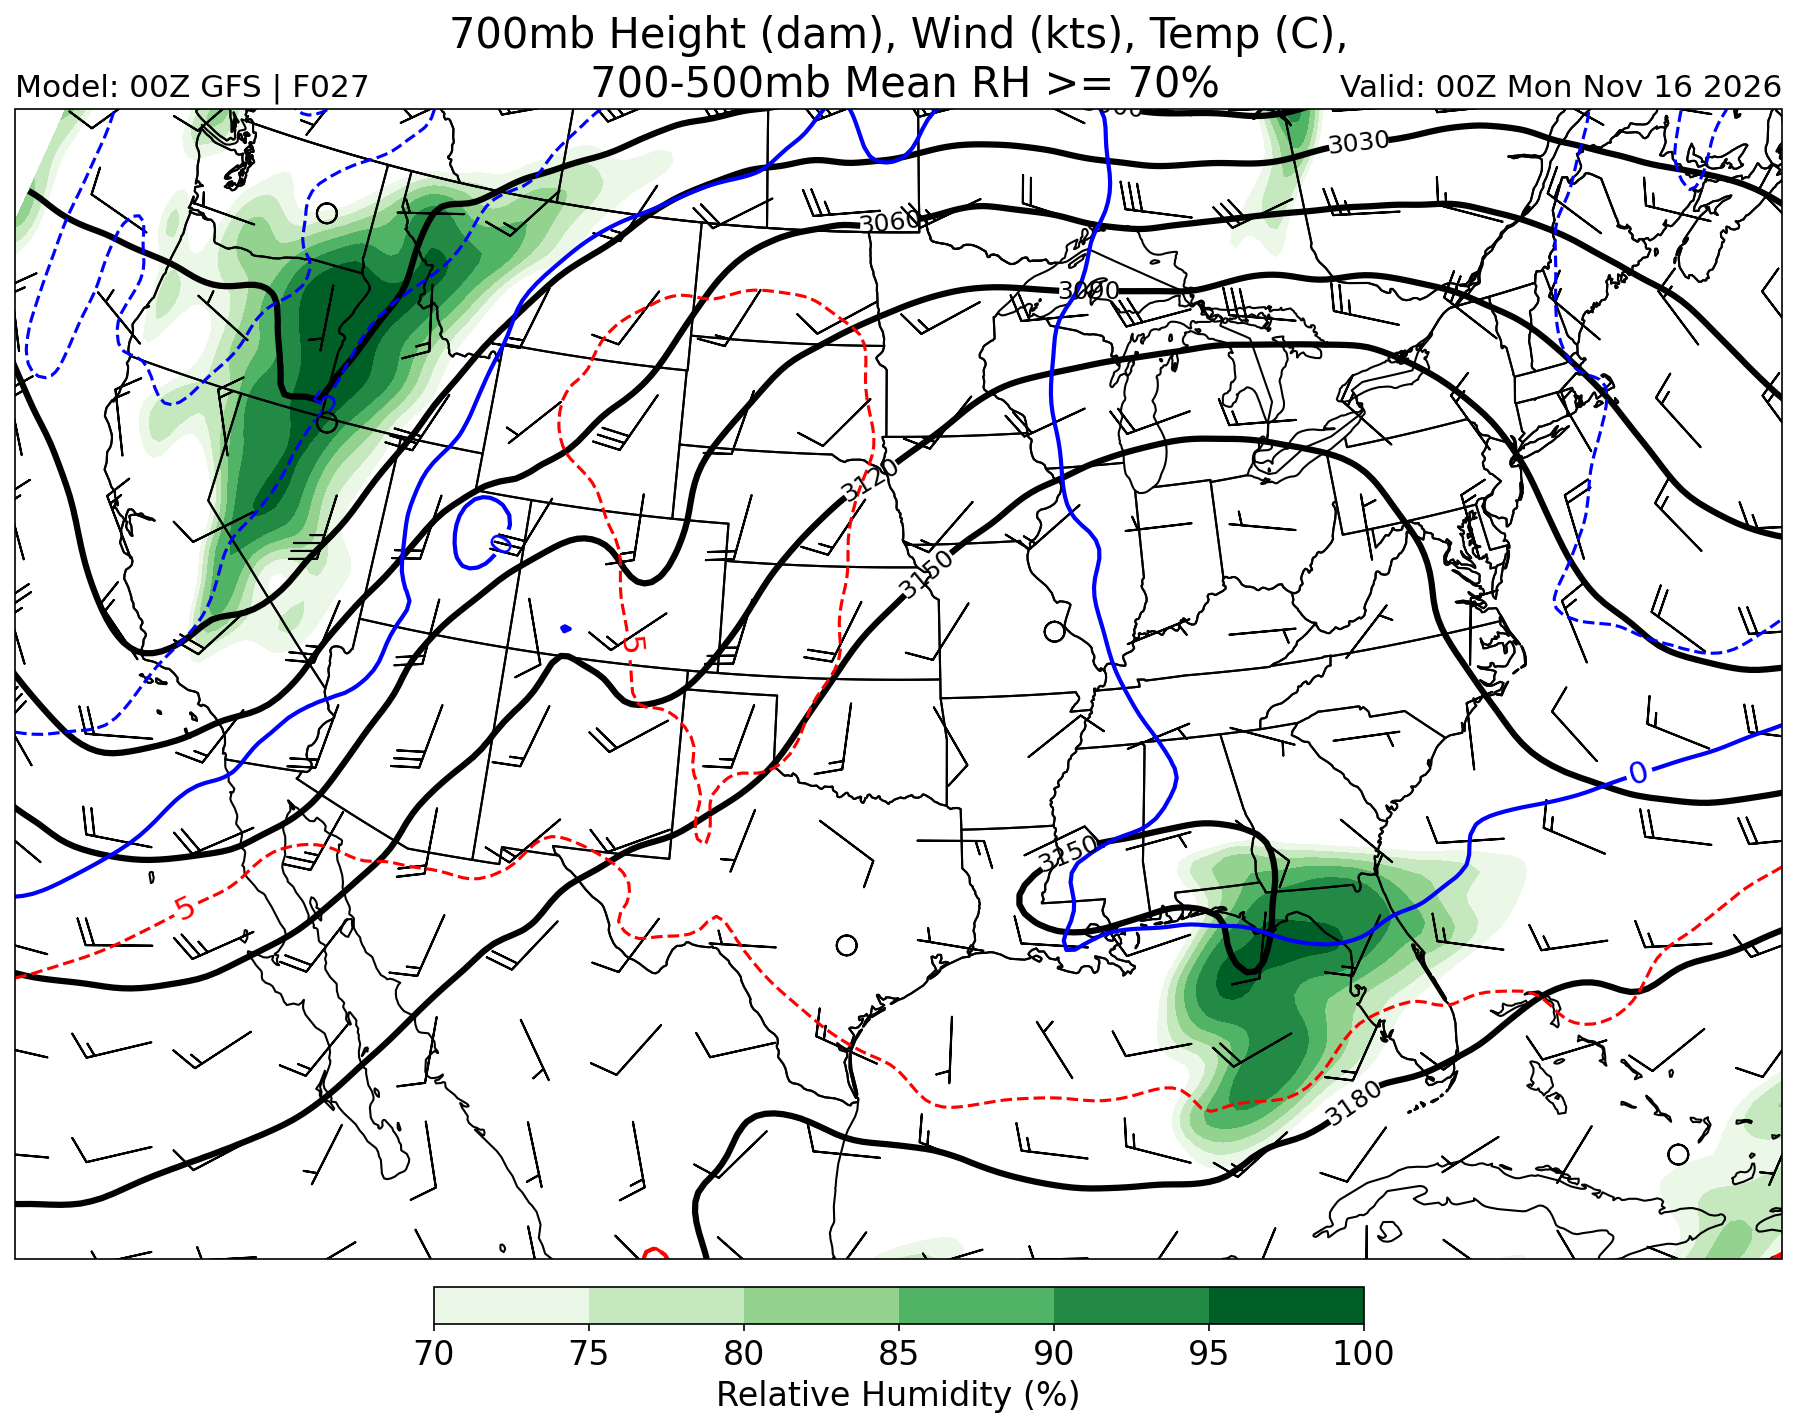 700mb Height (dam), Wind (kts), Temp (C),
Model: 00Z GFS | F027
700-500mb Mean RH >= 70%
Valid: 00Z Mon Nov 16 2026
3030
3060
3090
3120
3150
3150
3180
0
0
5
5
70 75 80 85 90 95 100
Relative Humidity (%)